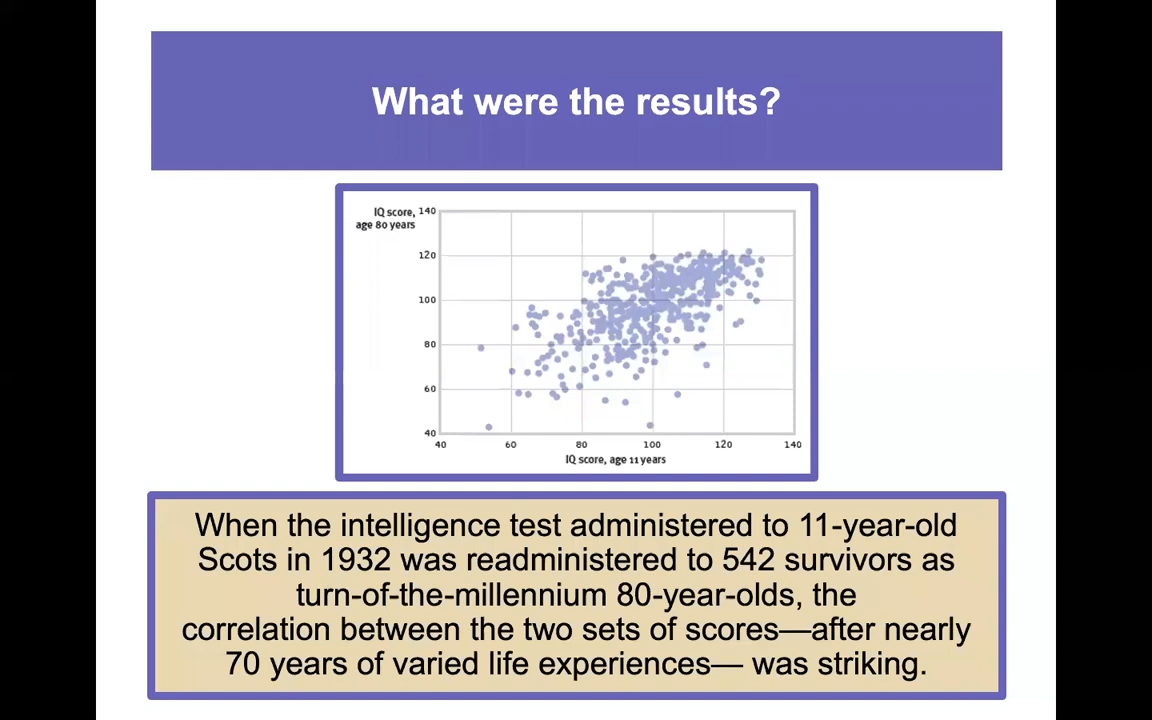 What were the results?
IQ score,
age 80 years
140
120
100
80
60
40
40 60 80 100 120 140
IQ score, age 11 years
When the intelligence test administered to 11-year-old
Scots in 1932 was readministered to 542 survivors as
turn-of-the-millennium 80-year-olds, the
correlation between the two sets of scores—after nearly
70 years of varied life experiences— was striking.